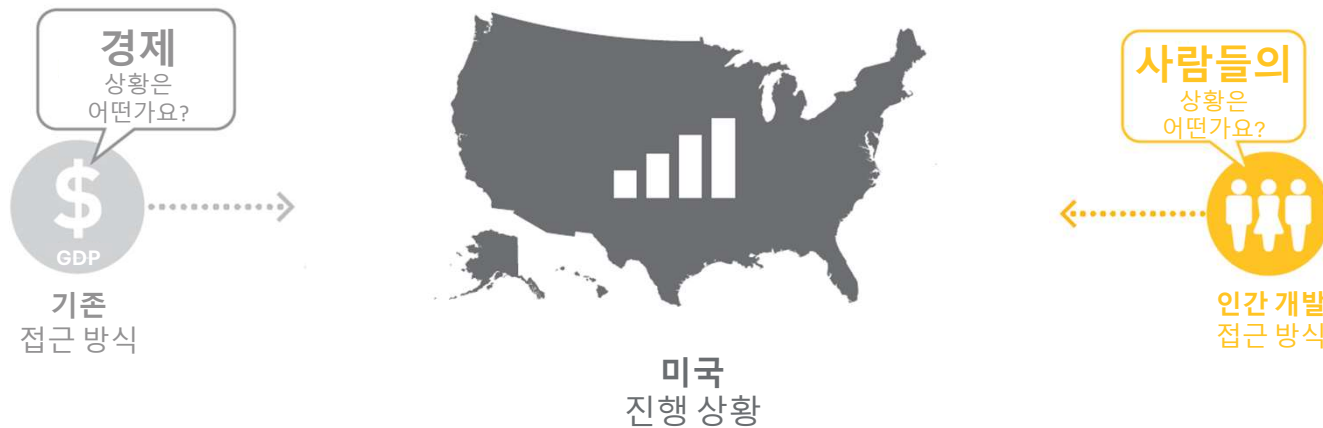 경제
상황은
어떤가요?
$
GDP
기존
접근 방식
미국
진행 상황
사람들의
상황은
어떤가요?
인간 개발
접근 방식